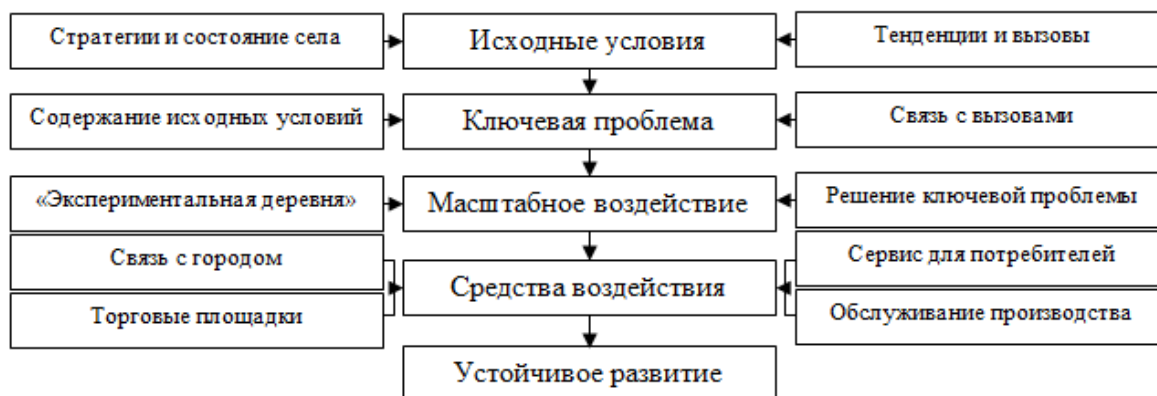 Стратегии и состояние села
Исходные условия
Тенденции и вызовы
Содержание исходных условий
Ключевая проблема
Связь с вызовами
«Экспериментальная деревня»
Масштабное воздействие
Решение ключевой проблемы
Связь с городом
Сервис для потребителей
Средства воздействия
Торговые площадки
Обслуживание производства
Устойчивое развитие